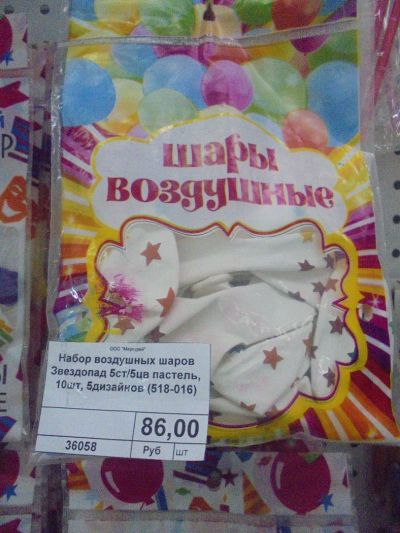 шары
воздушные
ООО "Меркурий"
Набор воздушных шаров
Звездопад 5ст/5цв пастель,
10шт, 5дизайнов (518-016)
86,00
36058
Руб
шт